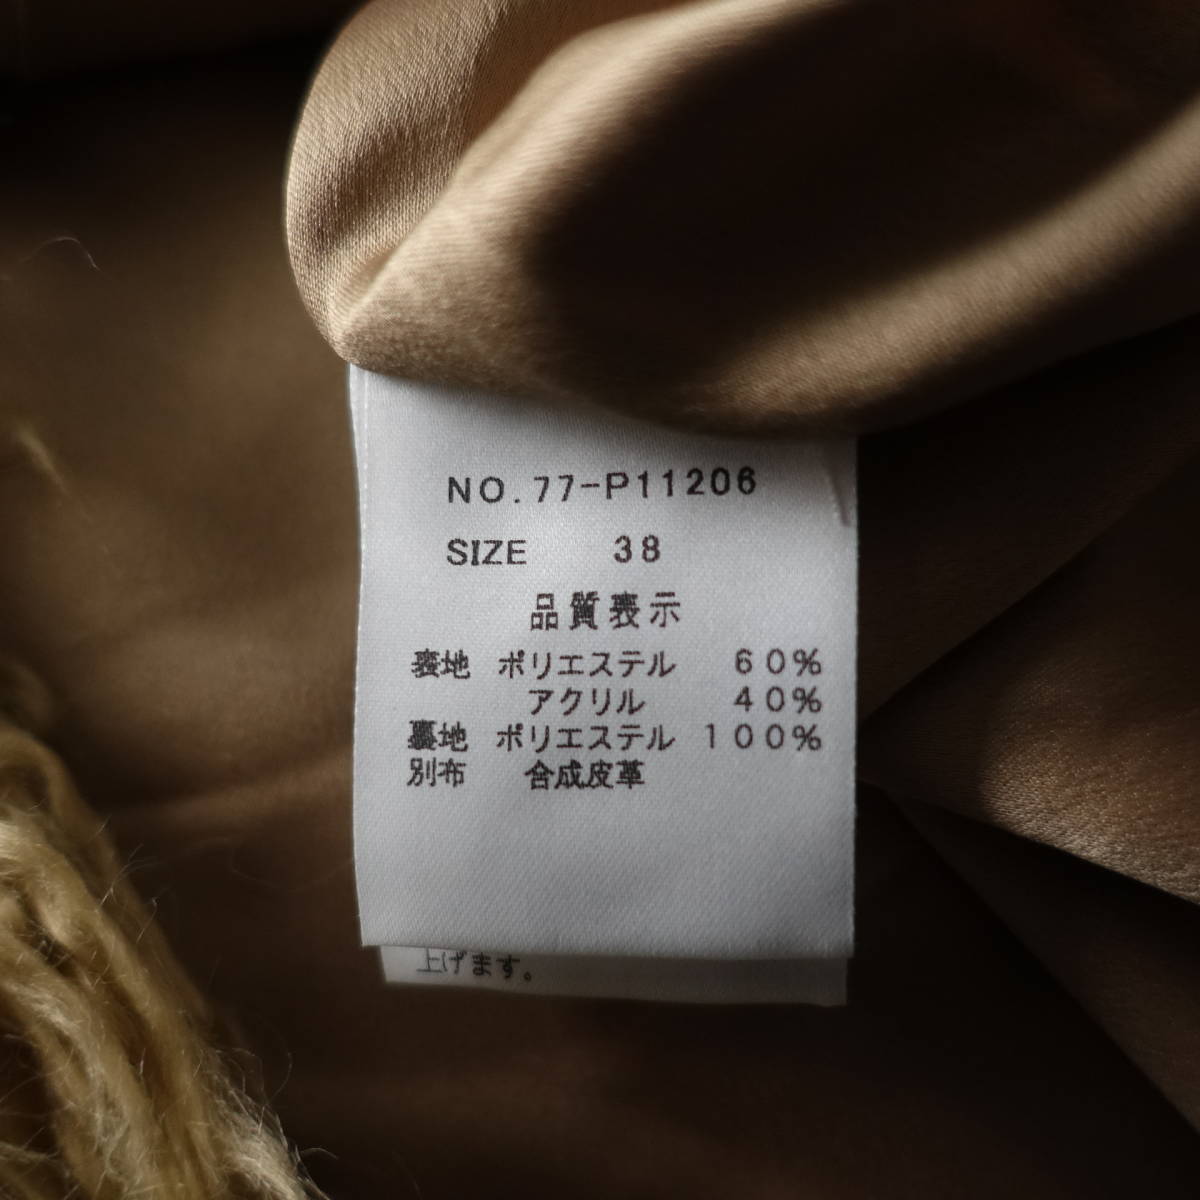 NO.77-P11206
SIZE 38
品質表示
表地 ポリエステル 60%
アクリル 40%
裏地 ポリエステル 100%
別布 合成皮革
上げます。